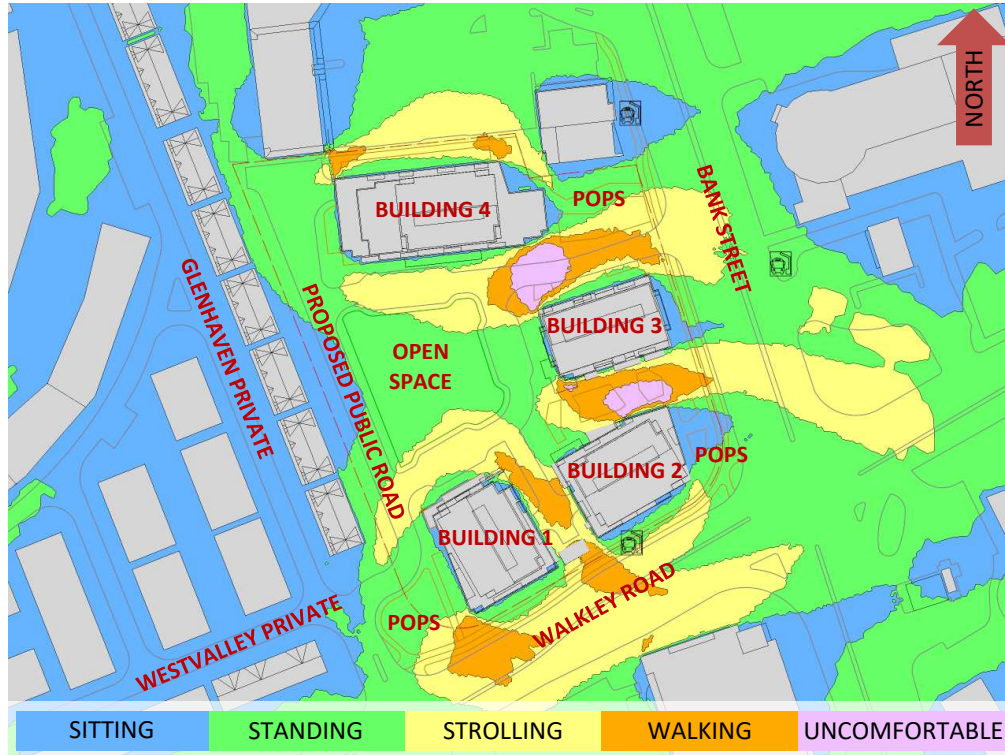 NORTH
BUILDING 4
POPS
BANK STREET
GLENHAVEN PRIVATE
PROPOSED PUBLIC ROAD
BUILDING 3
OPEN
SPACE
BUILDING 2
POPS
BUILDING 1
WALKLEY ROAD
POPS
WESTVALLEY PRIVATE
SITTING
STANDING
STROLLING
WALKING
UNCOMFORTABLE